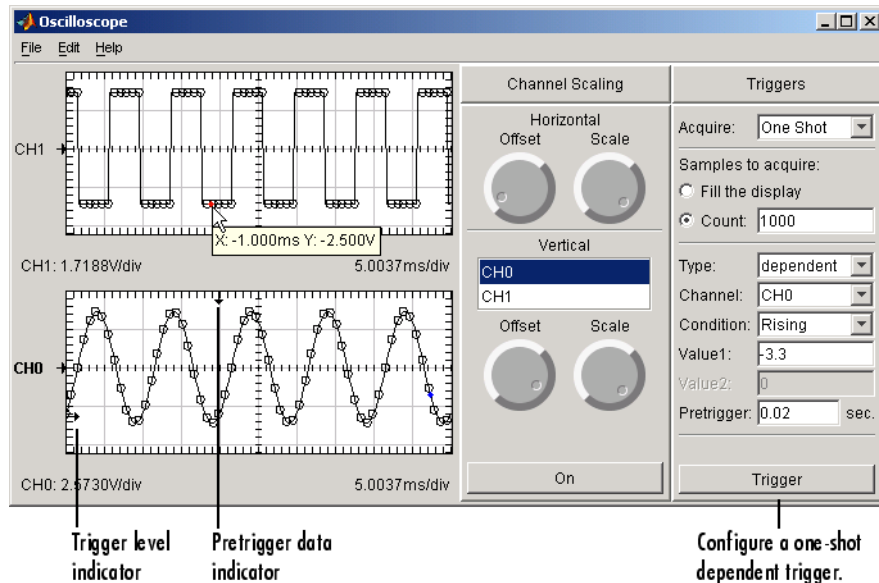 Oscilloscope
File Edit Help
CH1
X: -1.000ms Y: -2.500V
CH1: 1.7188V/div 5.0037ms/div
CH0
CH0: 2.5730V/div 5.0037ms/div
Channel Scaling
Horizontal
Offset Scale
Vertical
CH0
CH1
Offset Scale
On
Triggers
Acquire: One Shot
Samples to acquire:
Fill the display
Count: 1000
Type: dependent
Channel: CH0
Condition: Rising
Value1: -3.3
Value2: 0
Pretrigger: 0.02 sec.
Trigger
Trigger level
indicator
Pretrigger data
indicator
Configure a one-shot
dependent trigger.